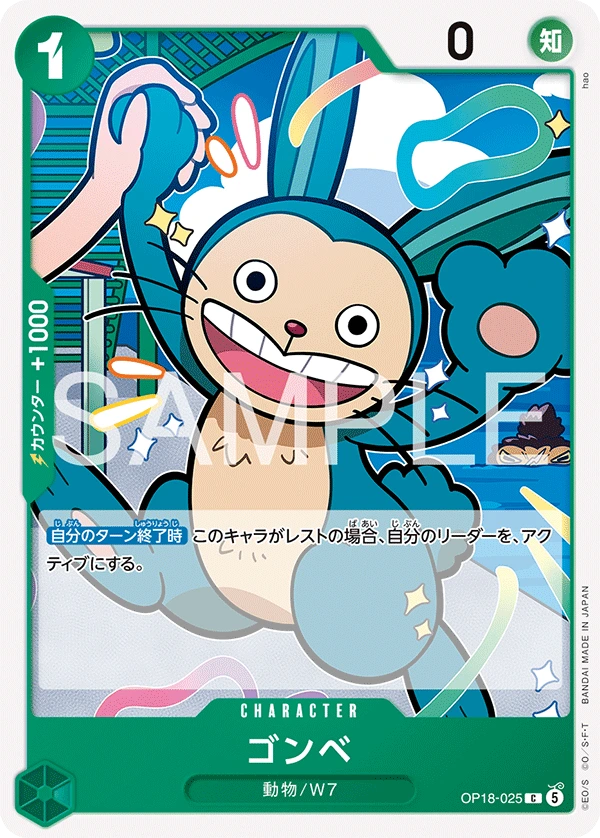 1
0
知
hao
カウンター +1000
SAMPLE
自分のターン終了時 このキャラがレストの場合、自分のリーダーを、アク
ティブにする。
CHARACTER
ゴンベ
動物/W7
OP18-025 C 5
©E.O/S ©O/S・F・T BANDAI MADE IN JAPAN